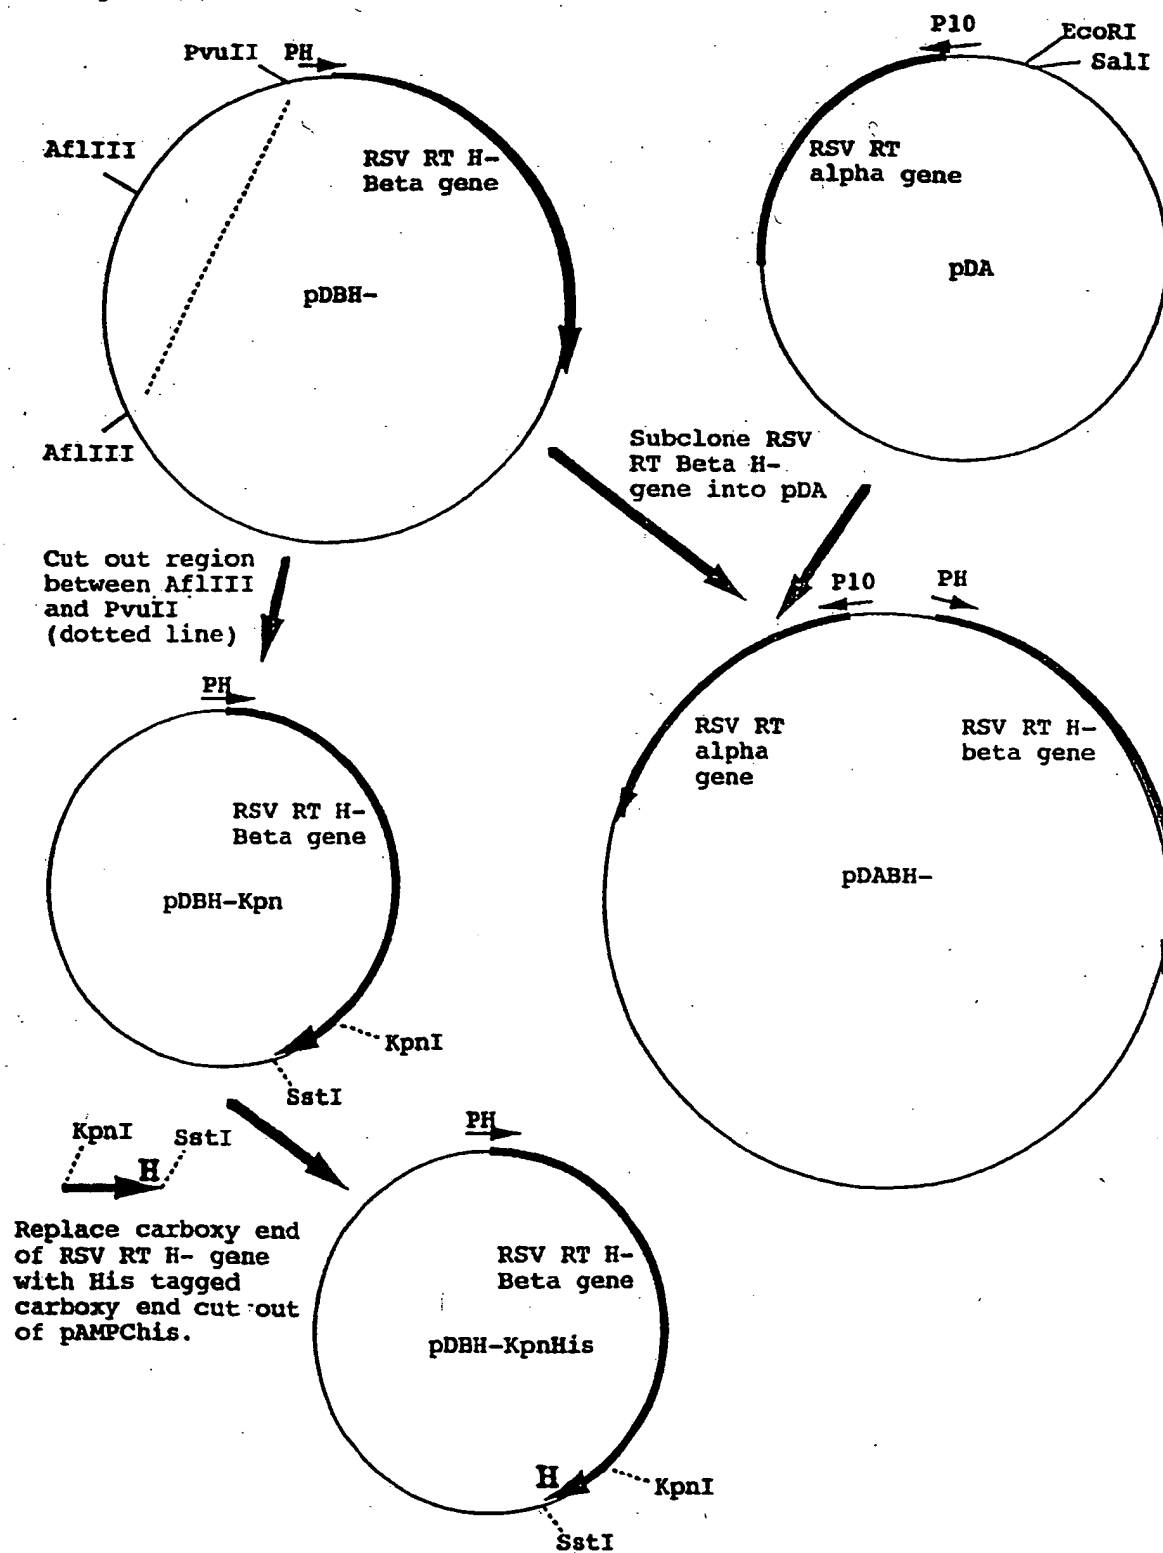 PvuII
PH
P10
EcoRI
SalI
AflIII
RSV RT H-
Beta gene
RSV RT
alpha gene
pDBH-
pDA
AflIII
Subclone RSV
RT Beta H-
gene into pDA
Cut out region
between AflIII
and PvuII
(dotted line)
P10
PH
PH
RSV RT
alpha
gene
RSV RT H-
beta gene
RSV RT H-
Beta gene
pDABH-
pDBH-Kpn
KpnI
SstI
KpnI
SstI
H
PH
Replace carboxy end
of RSV RT H- gene
with His tagged
carboxy end cut out
of pAMPChis.
RSV RT H-
Beta gene
pDBH-KpnHis
H
KpnI
SstI